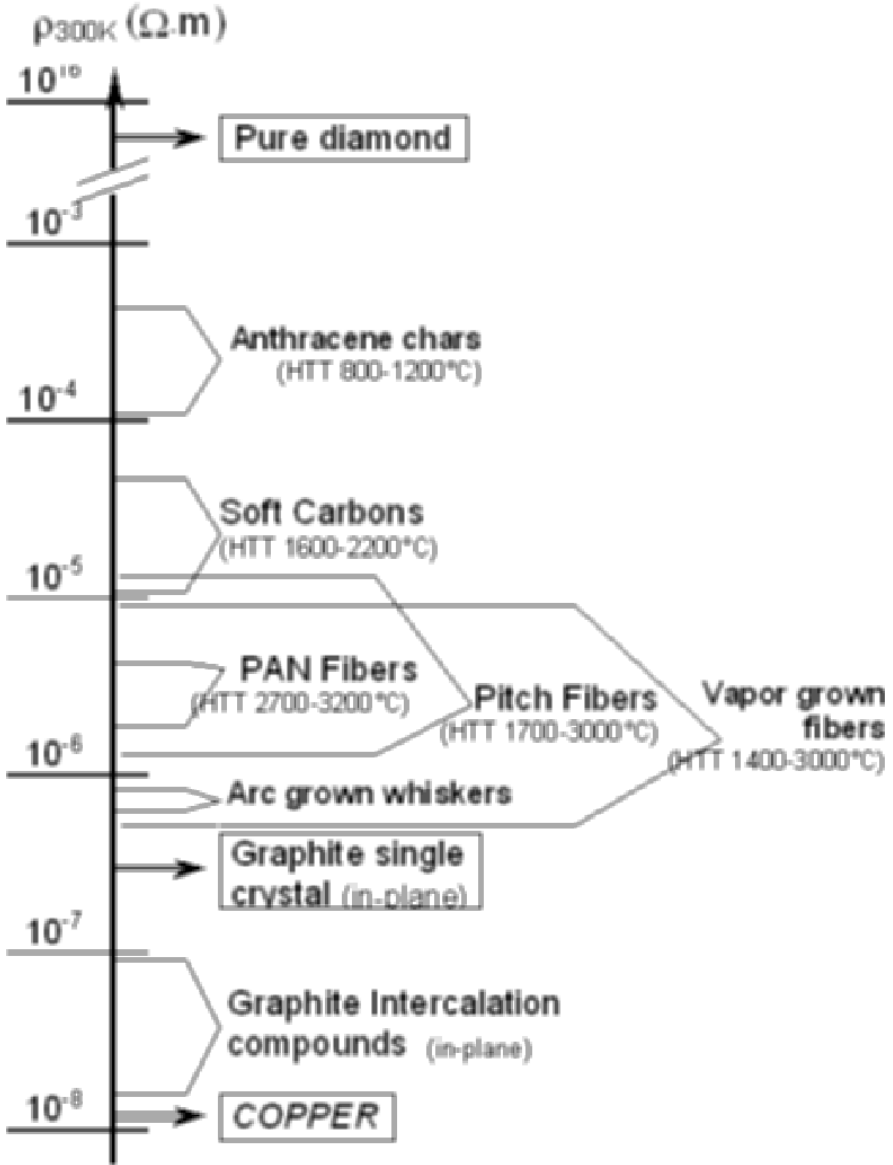 ρ300K (Ω.m)
10^16
Pure diamond
10^-3
Anthracene chars
(HTT 800-1200°C)
10^-4
Soft Carbons
(HTT 1600-2200°C)
10^-5
PAN Fibers
(HTT 2700-3200°C)
Pitch Fibers
(HTT 1700-3000°C)
Vapor grown
fibers
(HTT 1400-3000°C)
10^-6
Arc grown whiskers
Graphite single
crystal (in-plane)
10^-7
Graphite Intercalation
compounds (in-plane)
10^-8
COPPER